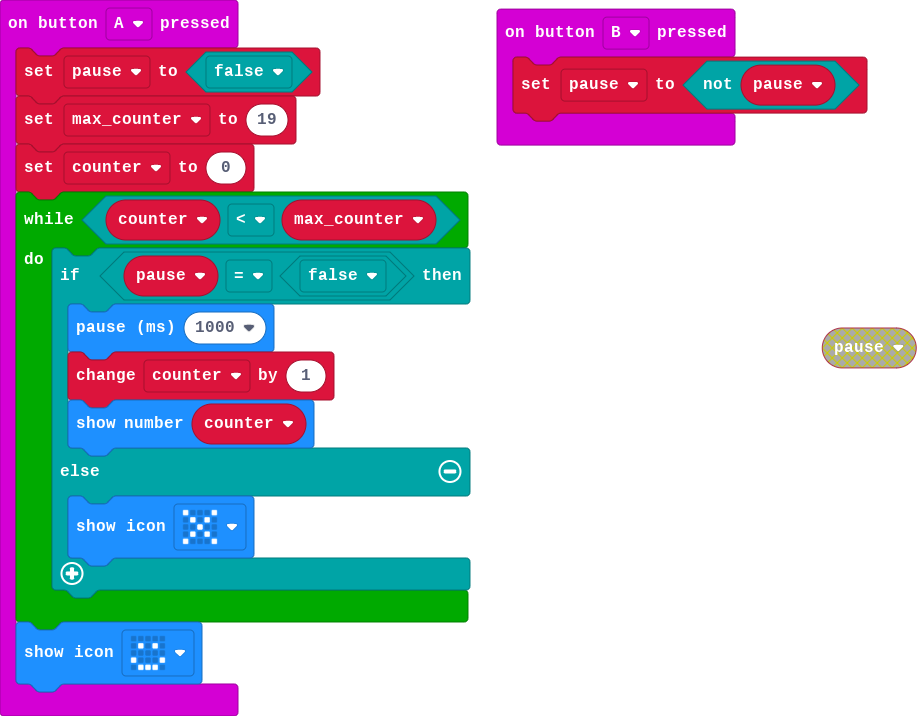 on button A pressed
set pause to false
set max_counter to 19
set counter to 0
while counter < max_counter
do
if pause = false then
pause (ms) 1000
change counter by 1
show number counter
else
show icon
show icon
on button B pressed
set pause to not pause
pause